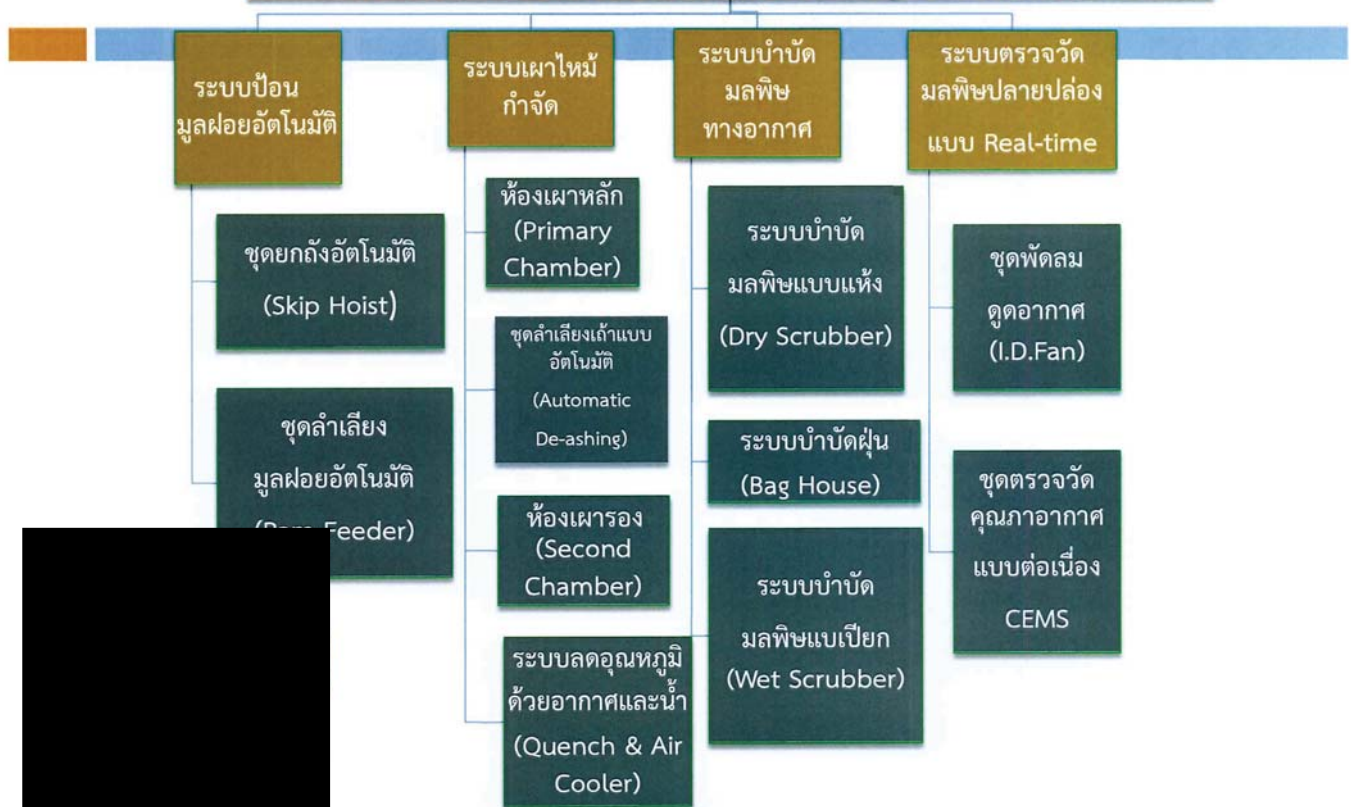 ระบบป้อน
มูลฝอยอัตโนมัติ
ชุดยกถังอัตโนมัติ
(Skip Hoist)
ชุดลำเลียง
มูลฝอยอัตโนมัติ
Feeder)
ระบบเผาไหม้
กำจัด
ห้องเผาหลัก
(Primary
Chamber)
ชุดลำเลียงเถ้าแบบ
อัตโนมัติ
(Automatic
De-ashing)
ห้องเผารอง
(Second
Chamber)
ระบบลดอุณหภูมิ
ด้วยอากาศและน้ำ
(Quench & Air
Cooler)
ระบบบำบัด
มลพิษ
ทางอากาศ
ระบบบำบัด
มลพิษแบบแห้ง
(Dry Scrubber)
ระบบบำบัดฝุ่น
(Bag House)
ระบบบำบัด
มลพิษแบเปียก
(Wet Scrubber)
ระบบตรวจวัด
มลพิษปลายปล่อง
แบบ Real-time
ชุดพัดลม
ดูดอากาศ
(I.D.Fan)
ชุดตรวจวัด
คุณภาอากาศ
แบบต่อเนื่อง
CEMS